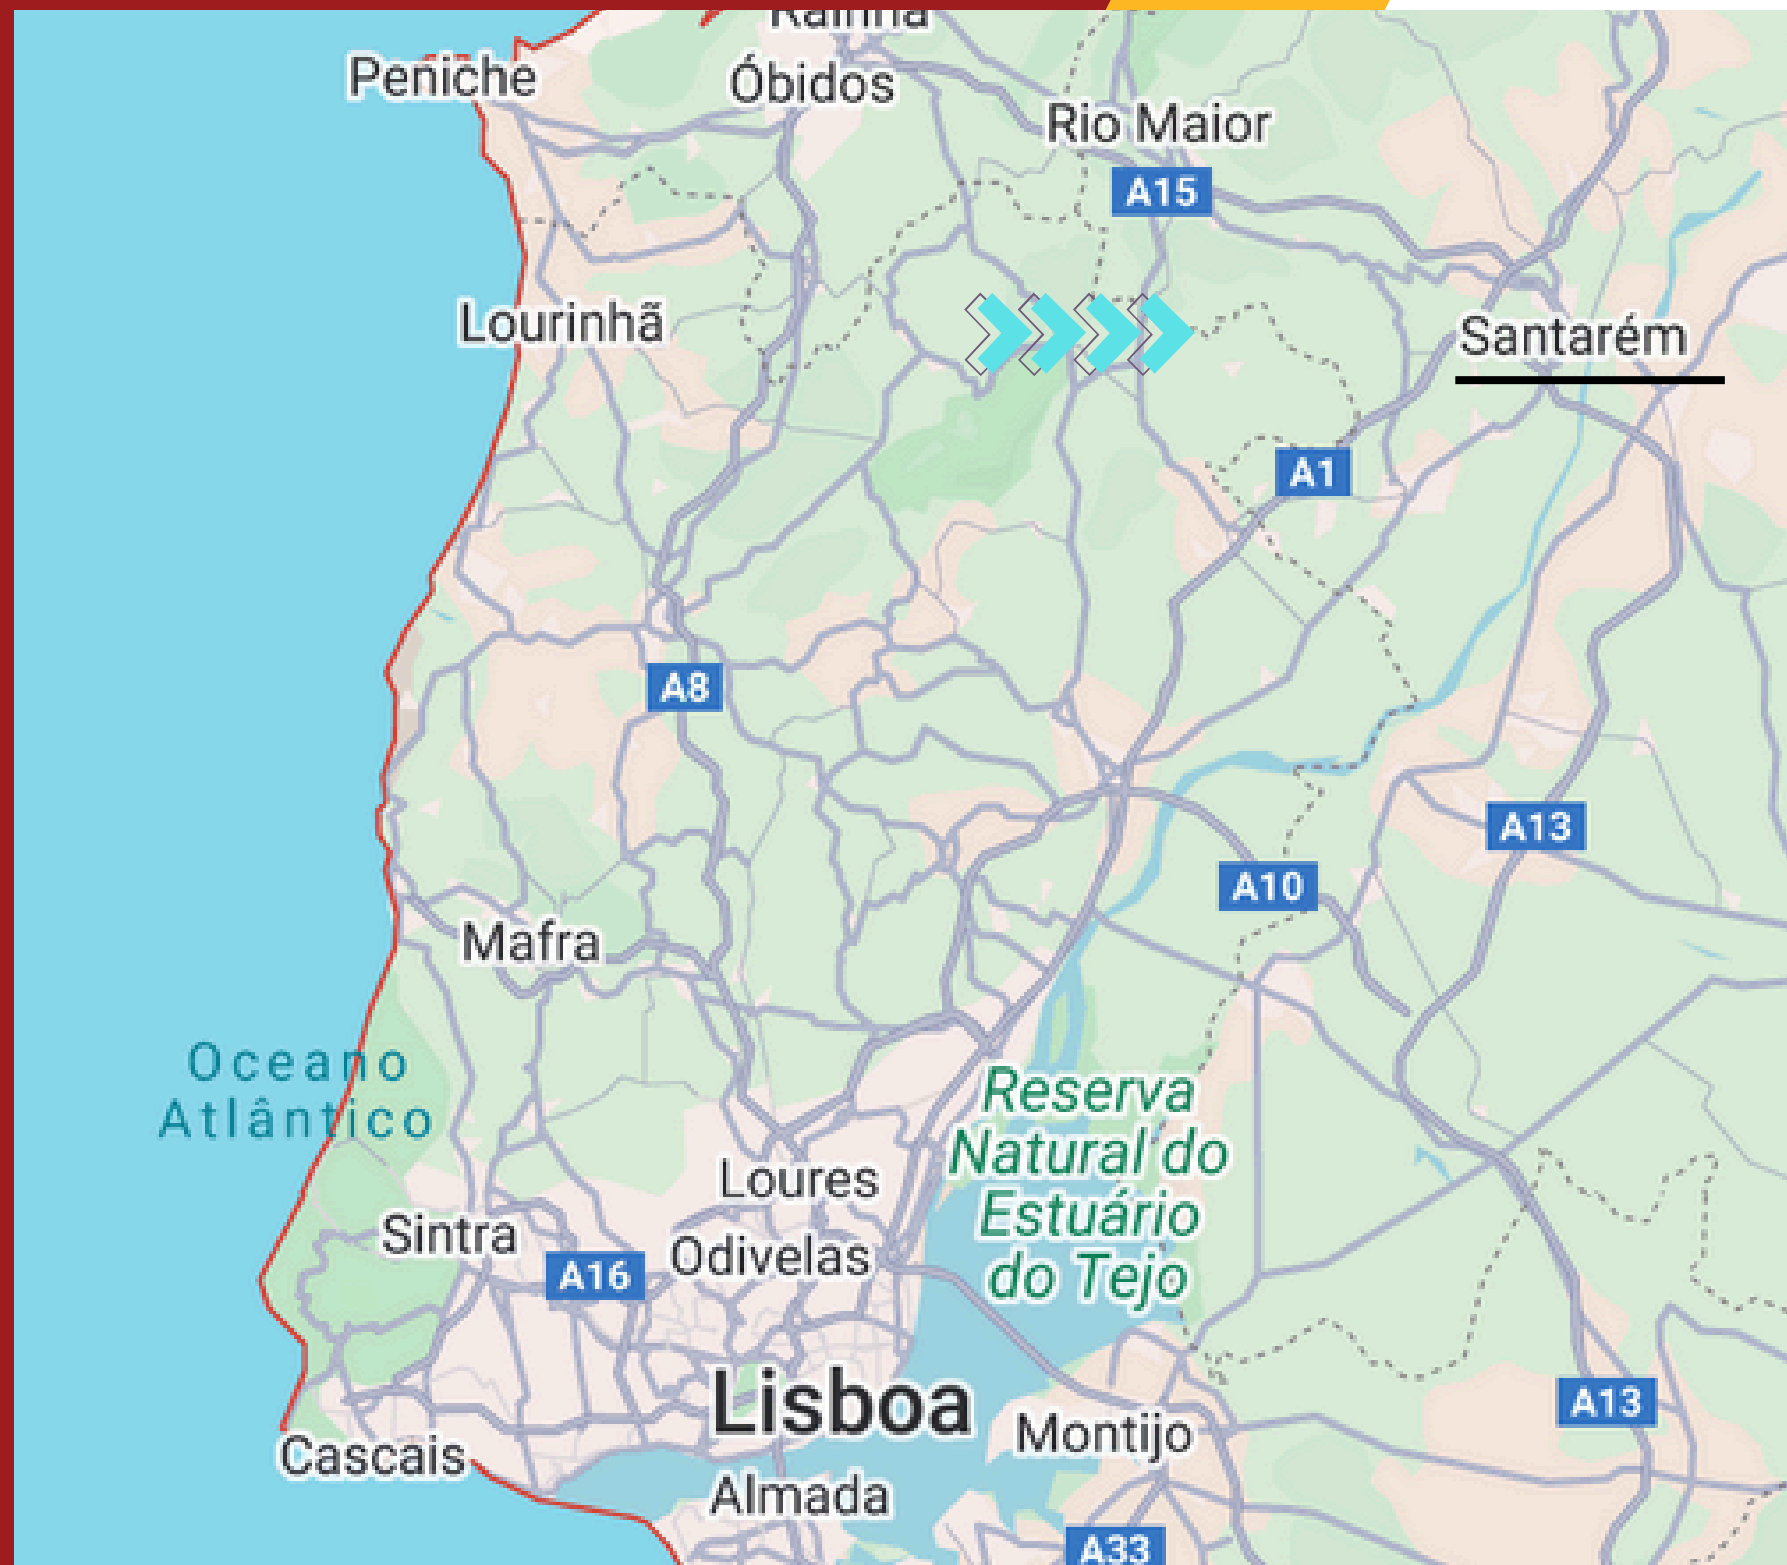 Rainha
Peniche
Óbidos
Rio Maior
A15
Lourinhã
Santarém
A1
A8
A13
A10
Mafra
Oceano
Atlântico
Reserva
Natural do
Estuário
do Tejo
Loures
Sintra
Odivelas
A16
Lisboa
A13
Montijo
Cascais
Almada
A33